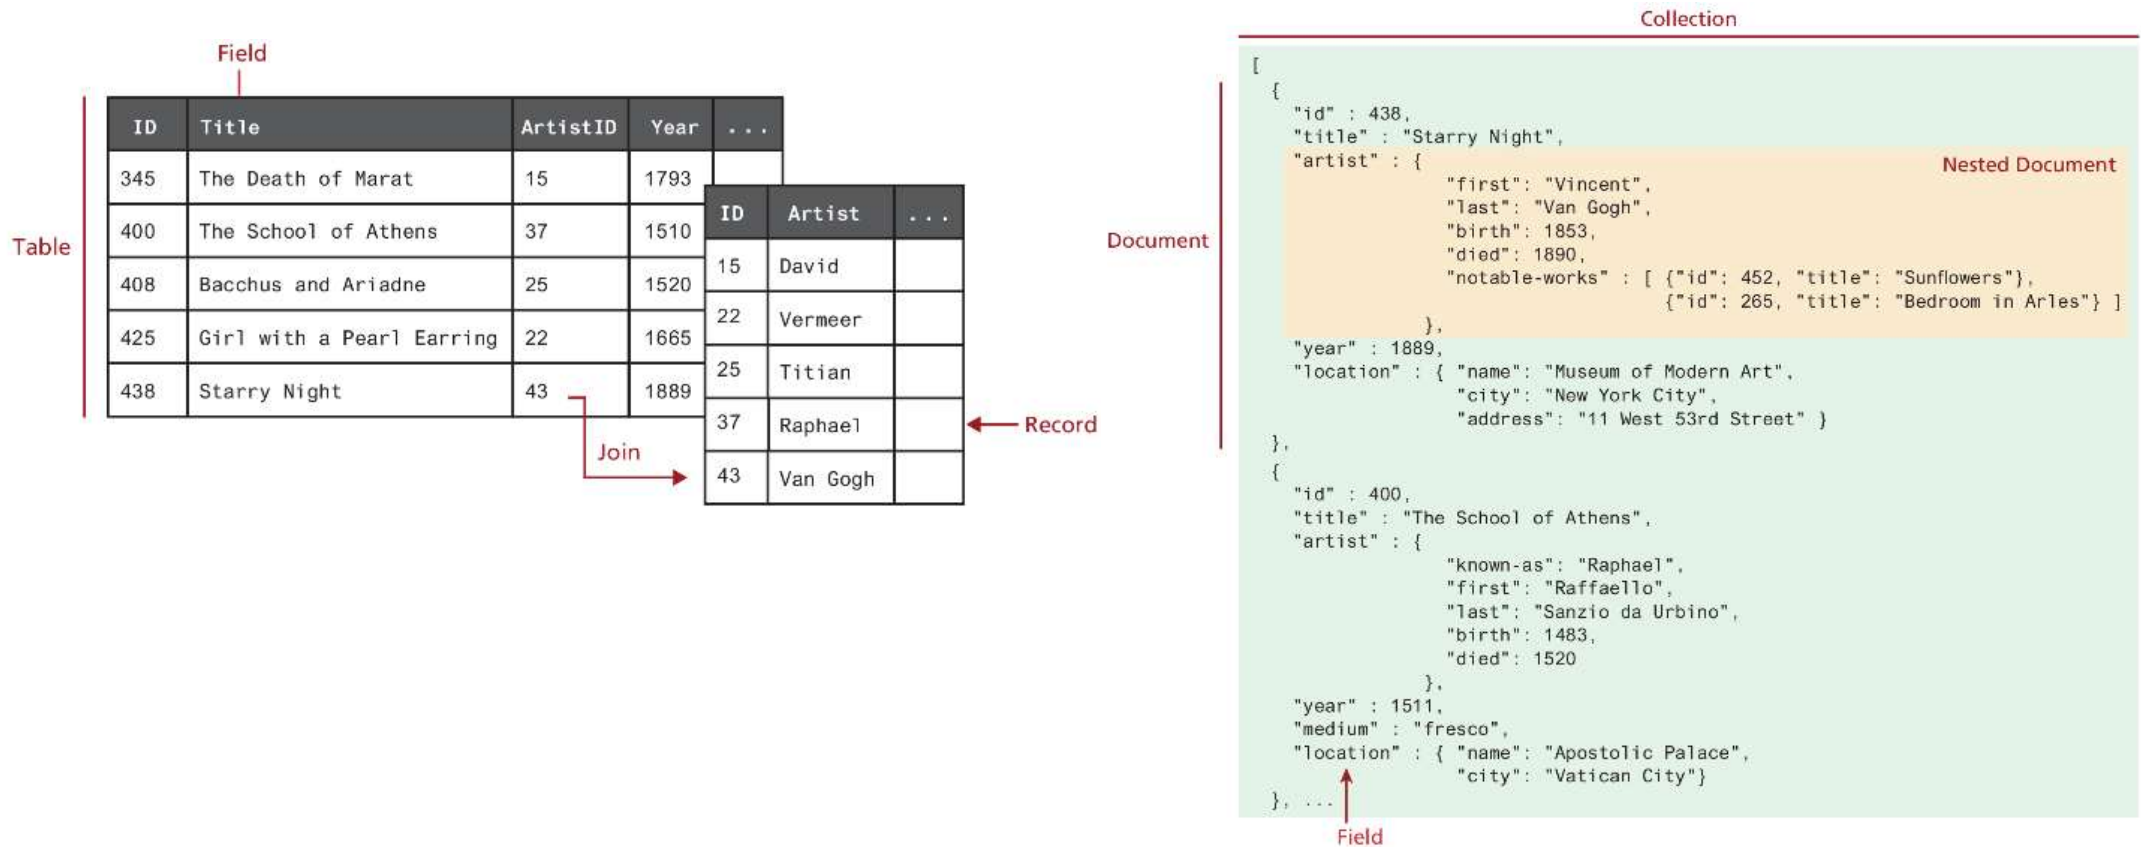 Field
Table
ID Title ArtistID Year ...
345 The Death of Marat 15 1793
400 The School of Athens 37 1510
408 Bacchus and Ariadne 25 1520
425 Girl with a Pearl Earring 22 1665
438 Starry Night 43 1889
Join
ID Artist ...
15 David
22 Vermeer
25 Titian
37 Raphael
43 Van Gogh
Record
Collection
Document
[
{
"id" : 438,
"title" : "Starry Night",
"artist" : {
Nested Document
"first": "Vincent",
"last": "Van Gogh",
"birth": 1853,
"died": 1890,
"notable-works" : [ {"id": 452, "title": "Sunflowers"},
{"id": 265, "title": "Bedroom in Arles"} ]
},
"year" : 1889,
"location" : { "name": "Museum of Modern Art",
"city": "New York City",
"address": "11 West 53rd Street" }
},
{
"id" : 400,
"title" : "The School of Athens",
"artist" : {
"known-as": "Raphael",
"first": "Raffaello",
"last": "Sanzio da Urbino",
"birth": 1483,
"died": 1520
},
"year" : 1511,
"medium" : "fresco",
"location" : { "name": "Apostolic Palace",
"city": "Vatican City"}
}, ...
Field